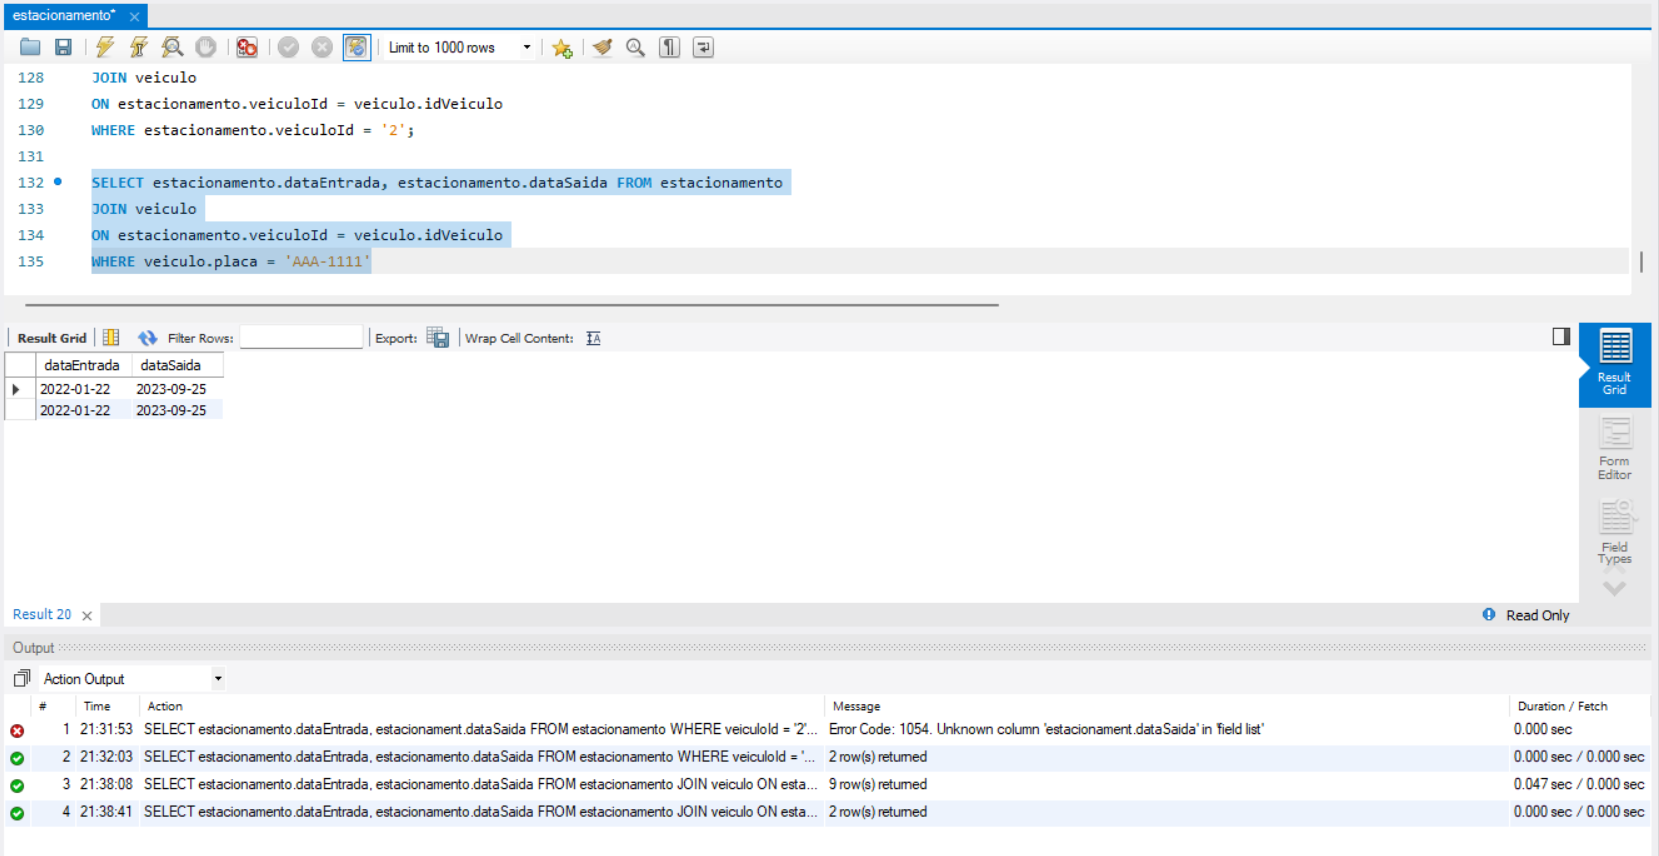 estacionamento*
Limit to 1000 rows
128 JOIN veiculo
129 ON estacionamento.veiculoId = veiculo.idVeiculo
130 WHERE estacionamento.veiculoId = '2';
131
132 SELECT estacionamento.dataEntrada, estacionamento.dataSaida FROM estacionamento
133 JOIN veiculo
134 ON estacionamento.veiculoId = veiculo.idVeiculo
135 WHERE veiculo.placa = 'AAA-1111'
Result Grid Filter Rows: Export: Wrap Cell Content:
dataEntrada dataSaida
2022-01-22 2023-09-25
2022-01-22 2023-09-25
Result
Grid
Form
Editor
Field
Types
Result 20 Read Only
Output
Action Output
# Time Action Message Duration / Fetch
1 21:31:53 SELECT estacionamento.dataEntrada, estacionament.dataSaida FROM estacionamento WHERE veiculoId = '2'... Error Code: 1054. Unknown column 'estacionament.dataSaida' in 'field list' 0.000 sec
2 21:32:03 SELECT estacionamento.dataEntrada, estacionamento.dataSaida FROM estacionamento WHERE veiculoId = '... 2 row(s) returned 0.000 sec / 0.000 sec
3 21:38:08 SELECT estacionamento.dataEntrada, estacionamento.dataSaida FROM estacionamento JOIN veiculo ON esta... 9 row(s) returned 0.047 sec / 0.000 sec
4 21:38:41 SELECT estacionamento.dataEntrada, estacionamento.dataSaida FROM estacionamento JOIN veiculo ON esta... 2 row(s) returned 0.000 sec / 0.000 sec